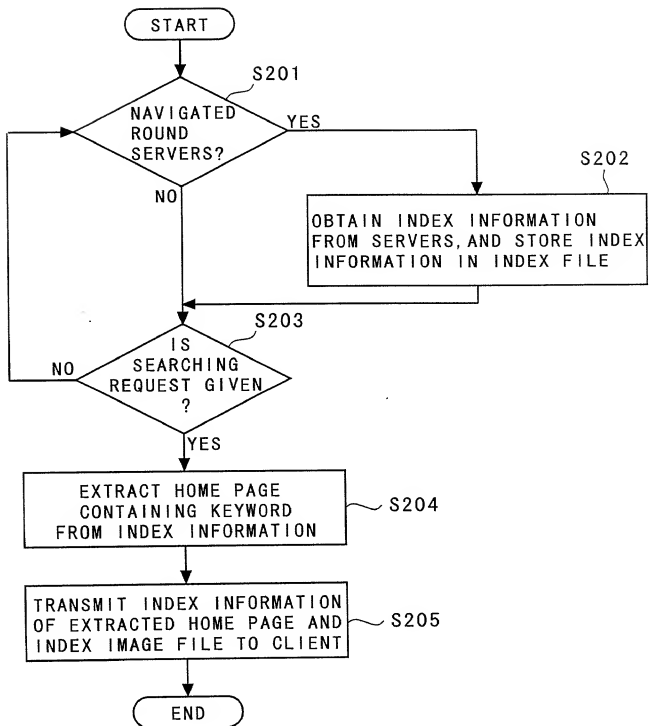 START
S201
NAVIGATED
ROUND
SERVERS?
YES
NO
S202
OBTAIN INDEX INFORMATION
FROM SERVERS, AND STORE INDEX
INFORMATION IN INDEX FILE
S203
IS
SEARCHING
REQUEST GIVEN
?
NO
YES
EXTRACT HOME PAGE
CONTAINING KEYWORD
FROM INDEX INFORMATION
S204
TRANSMIT INDEX INFORMATION
OF EXTRACTED HOME PAGE AND
INDEX IMAGE FILE TO CLIENT
S205
END